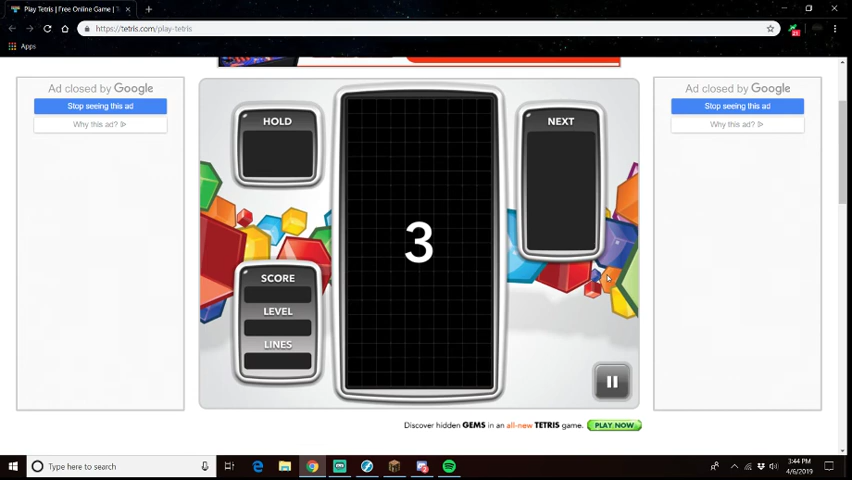 Play Tetris | Free Online Game | T
https://tetris.com/play-tetris
21
Apps
Ad closed by Google
Stop seeing this ad
Why this ad?
HOLD
NEXT
3
SCORE
LEVEL
LINES
Ad closed by Google
Stop seeing this ad
Why this ad?
Discover hidden GEMS in an all-new TETRIS game. PLAY NOW
Type here to search
3:44 PM
4/6/2019